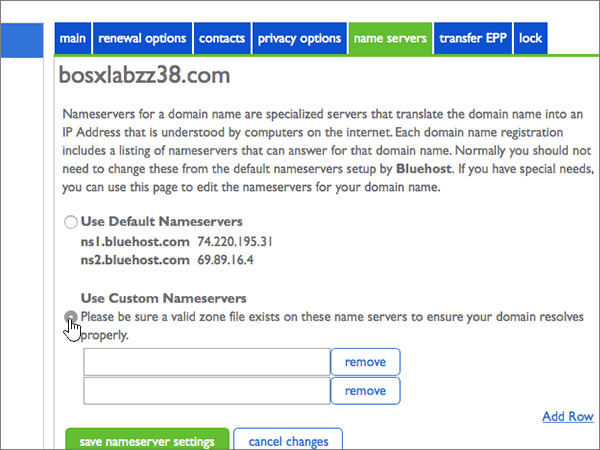 main renewal options contacts privacy options name servers transfer EPP lock
bosxlabzz38.com
Nameservers for a domain name are specialized servers that translate the domain name into an
IP Address that is understood by computers on the internet. Each domain name registration
includes a listing of nameservers that can answer for that domain name. Normally you should not
need to change these from the default nameservers setup by Bluehost. If you have special needs,
you can use this page to edit the nameservers for your domain name.
Use Default Nameservers
ns1.bluehost.com 74.220.195.31
ns2.bluehost.com 69.89.16.4
Use Custom Nameservers
Please be sure a valid zone file exists on these name servers to ensure your domain resolves
properly.
remove
remove
Add Row
save nameserver settings cancel changes